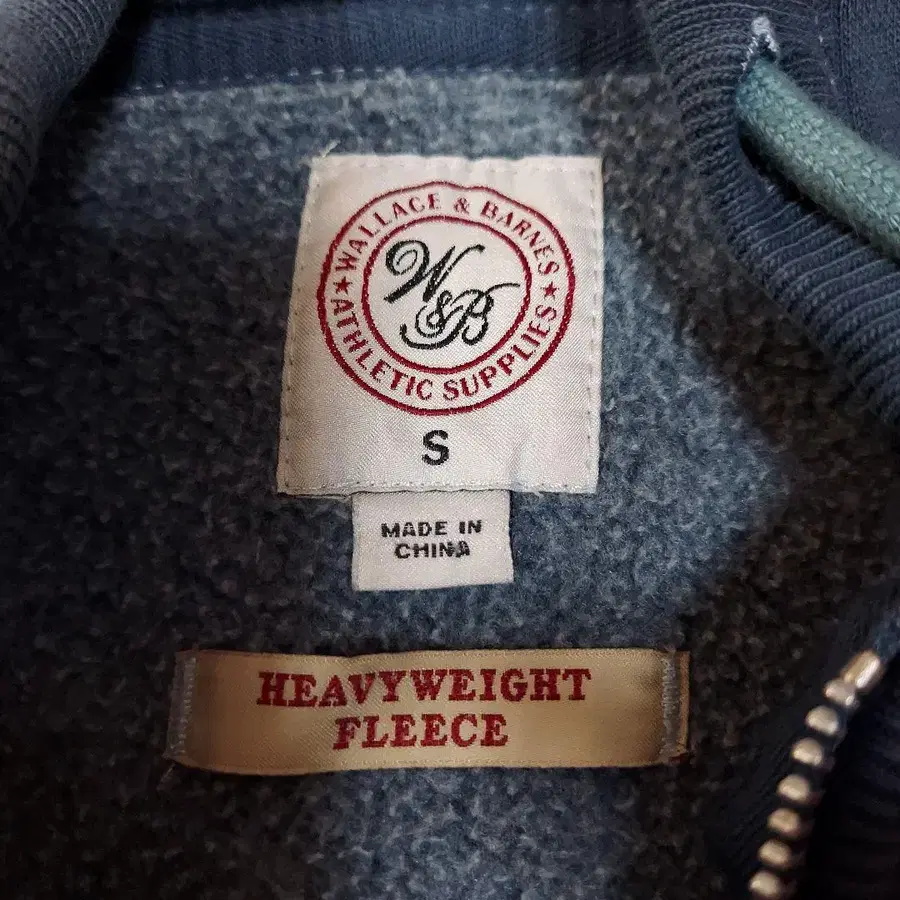 WALLACE & BARNES
W&B
★ ATHLETIC SUPPLIES ★
S
MADE IN
CHINA
HEAVYWEIGHT
FLEECE